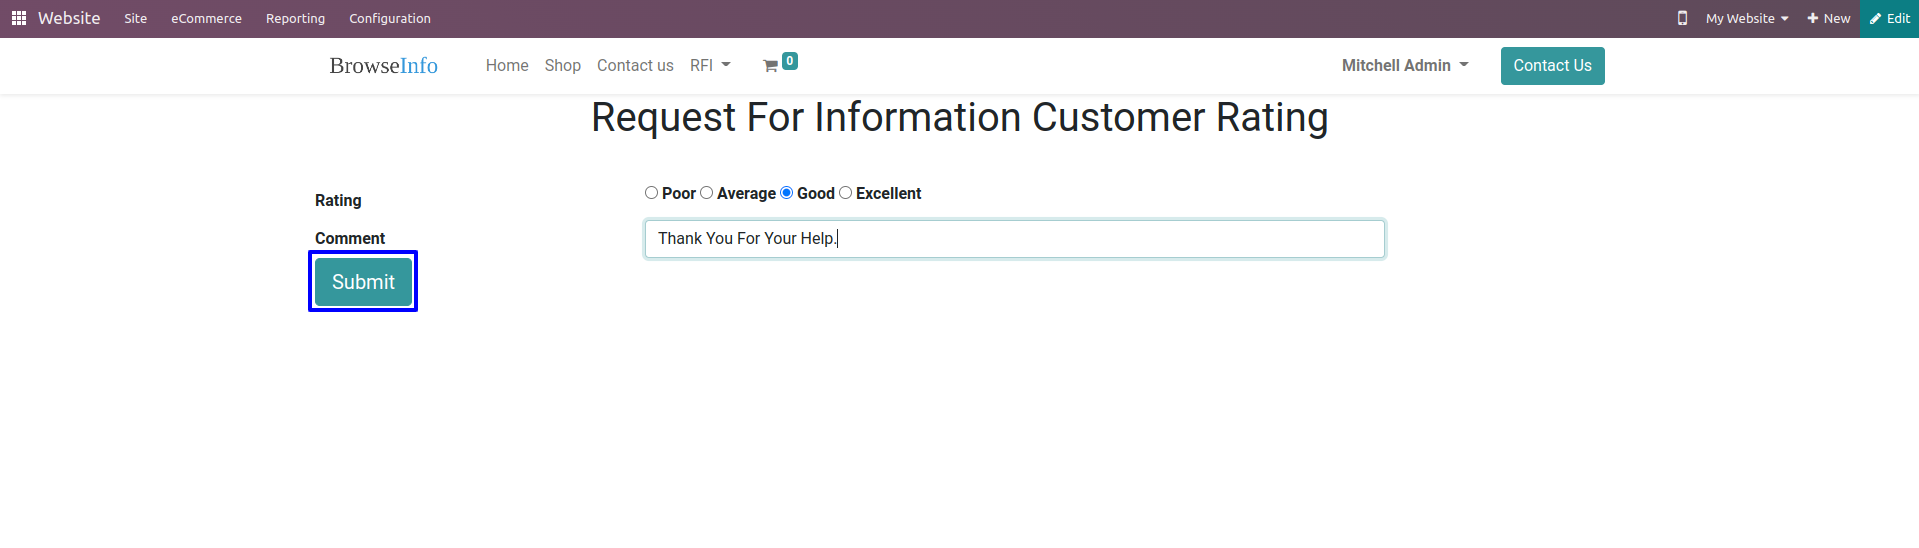 Website Site eCommerce Reporting Configuration My Website New Edit
BrowseInfo Home Shop Contact us RFI 0 Mitchell Admin Contact Us
Request For Information Customer Rating
Rating Poor Average Good Excellent
Comment Thank You For Your Help.
Submit